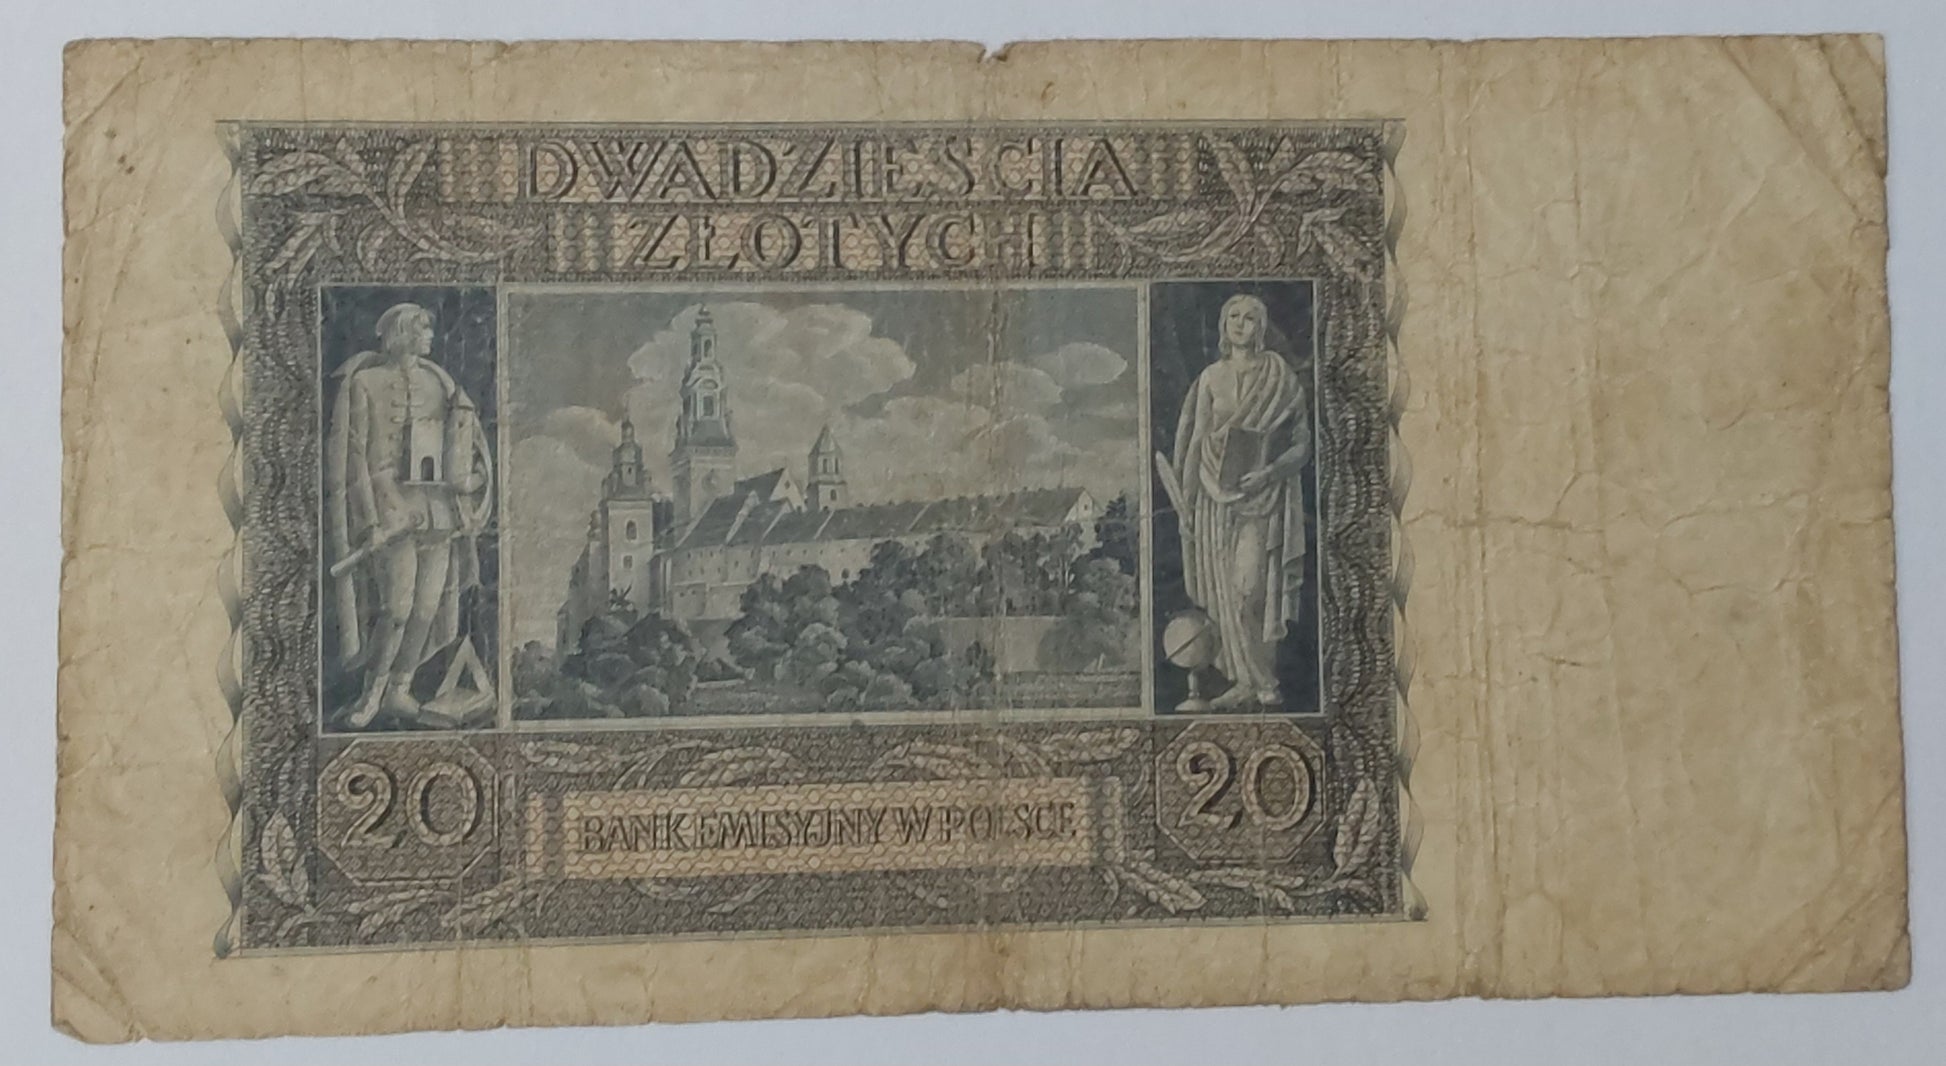 DWADZIEŚCIA
ZŁOTYCH
20
BANK EMISYJNY W POLSCE
20